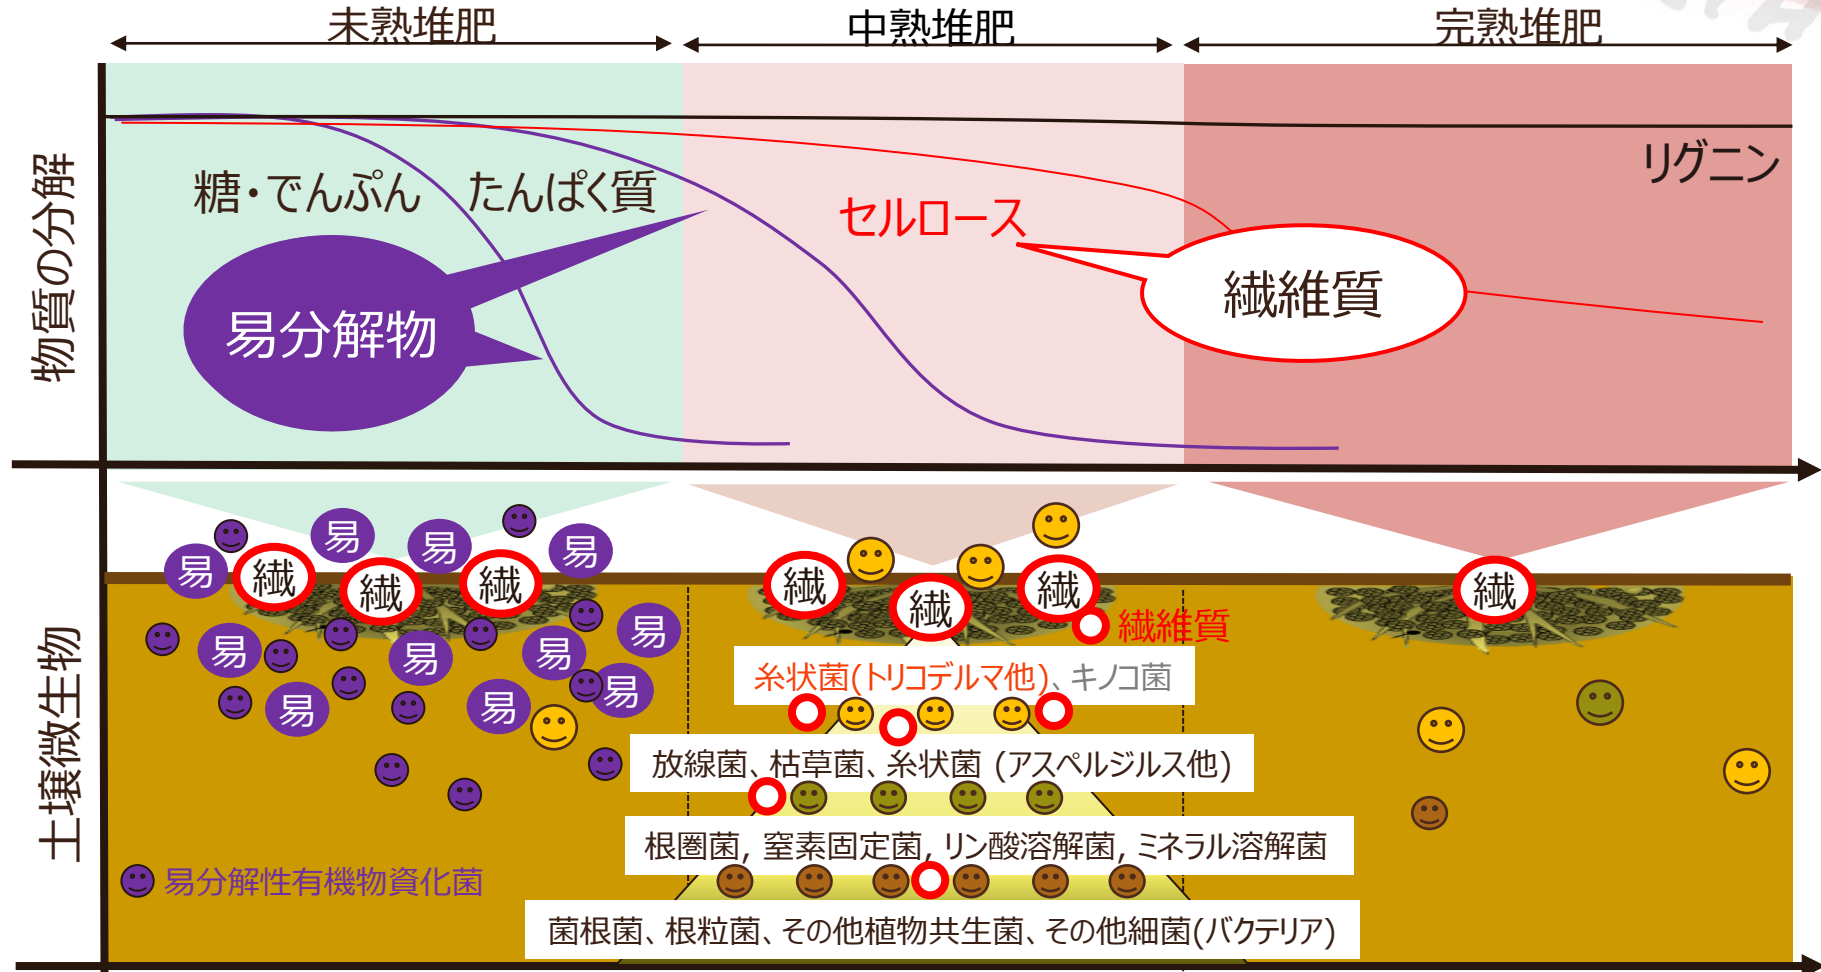 未熟堆肥
中熟堆肥
完熟堆肥
物質の分解
糖・でんぷん
たんぱく質
セルロース
リグニン
易分解物
繊維質
土壌微生物
易
易
易
易
繊
繊
繊
易
易
易
易
易
易
易
繊
繊
繊
繊
繊維質
糸状菌(トリコデルマ他)、キノコ菌
放線菌、枯草菌、糸状菌 (アスペルジルス他)
根圏菌, 窒素固定菌, リン酸溶解菌, ミネラル溶解菌
易分解性有機物資化菌
菌根菌、根粒菌、その他植物共生菌、その他細菌(バクテリア)